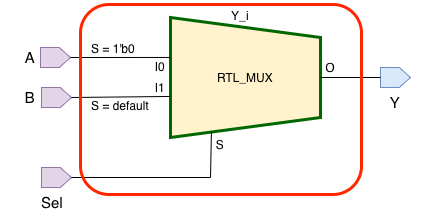 Y_i
A
S = 1'b0
I0
RTL_MUX
O
B
I1
S = default
Y
S
Sel